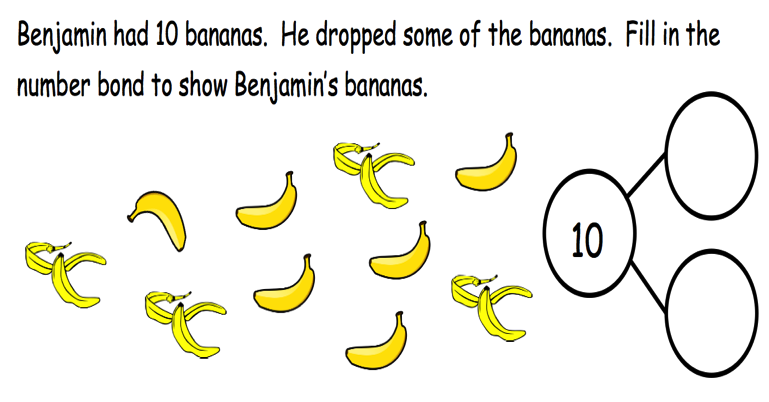 Benjamin had 10 bananas. He dropped some of the bananas. Fill in the
number bond to show Benjamin's bananas.
10